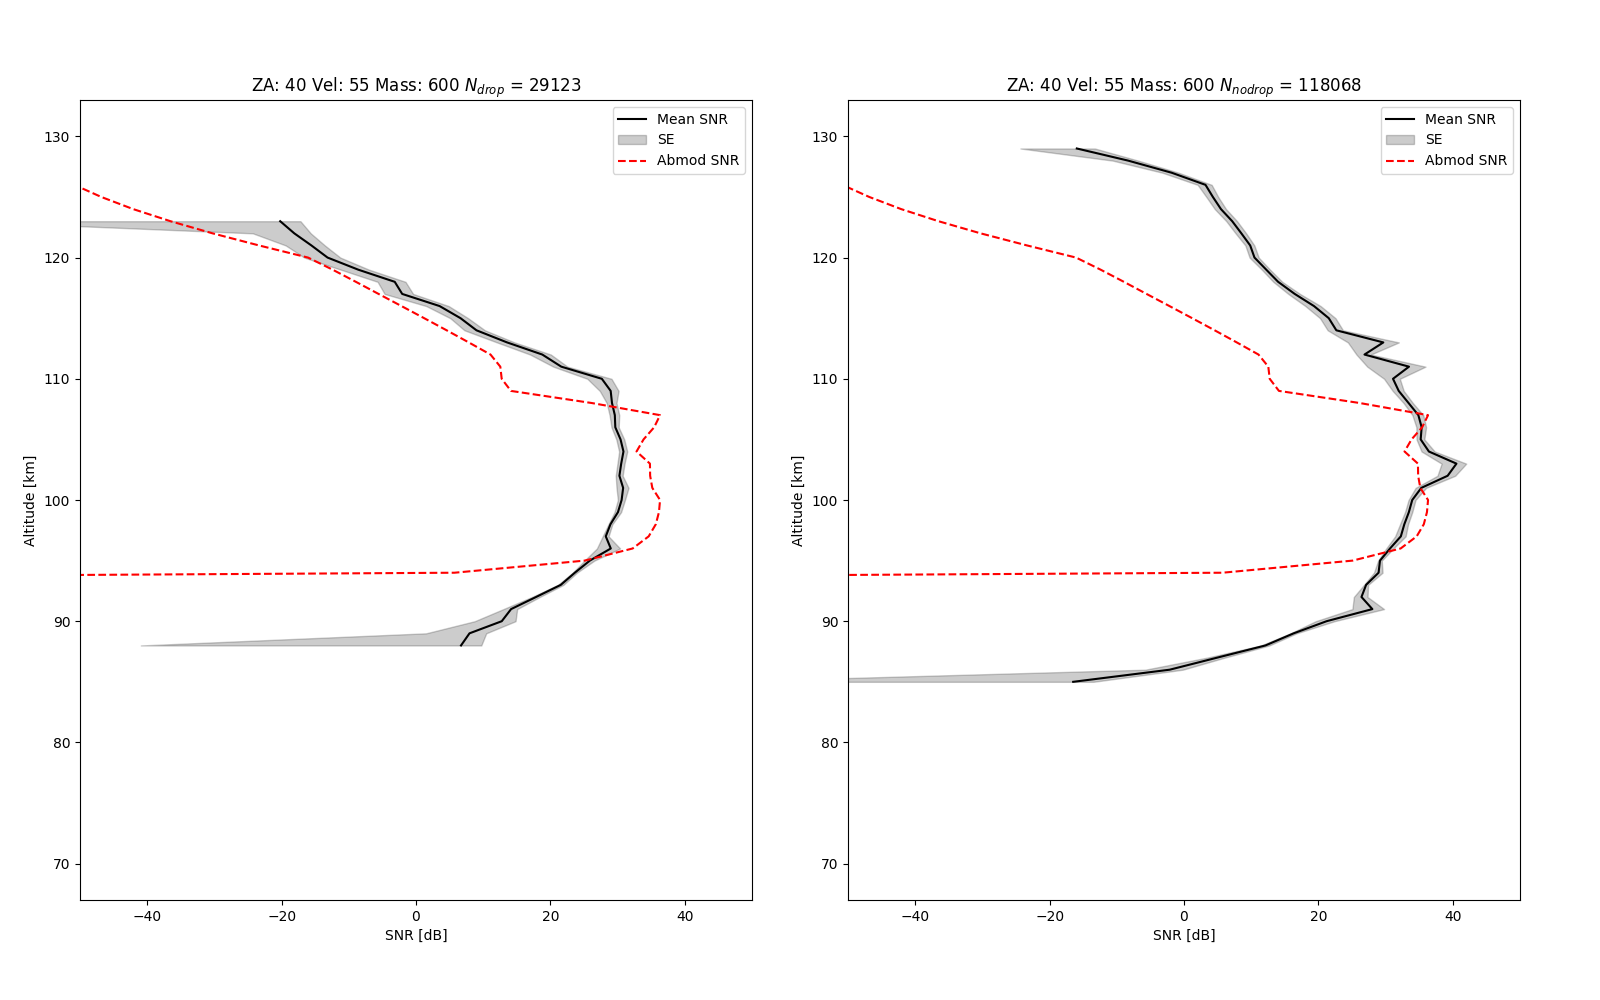 ZA: 40 Vel: 55 Mass: 600 N_drop = 29123
Mean SNR
SE
Abmod SNR
130
120
110
100
90
80
70
Altitude [km]
−40 −20 0 20 40
SNR [dB]
ZA: 40 Vel: 55 Mass: 600 N_nodrop = 118068
Mean SNR
SE
Abmod SNR
130
120
110
100
90
80
70
Altitude [km]
−40 −20 0 20 40
SNR [dB]